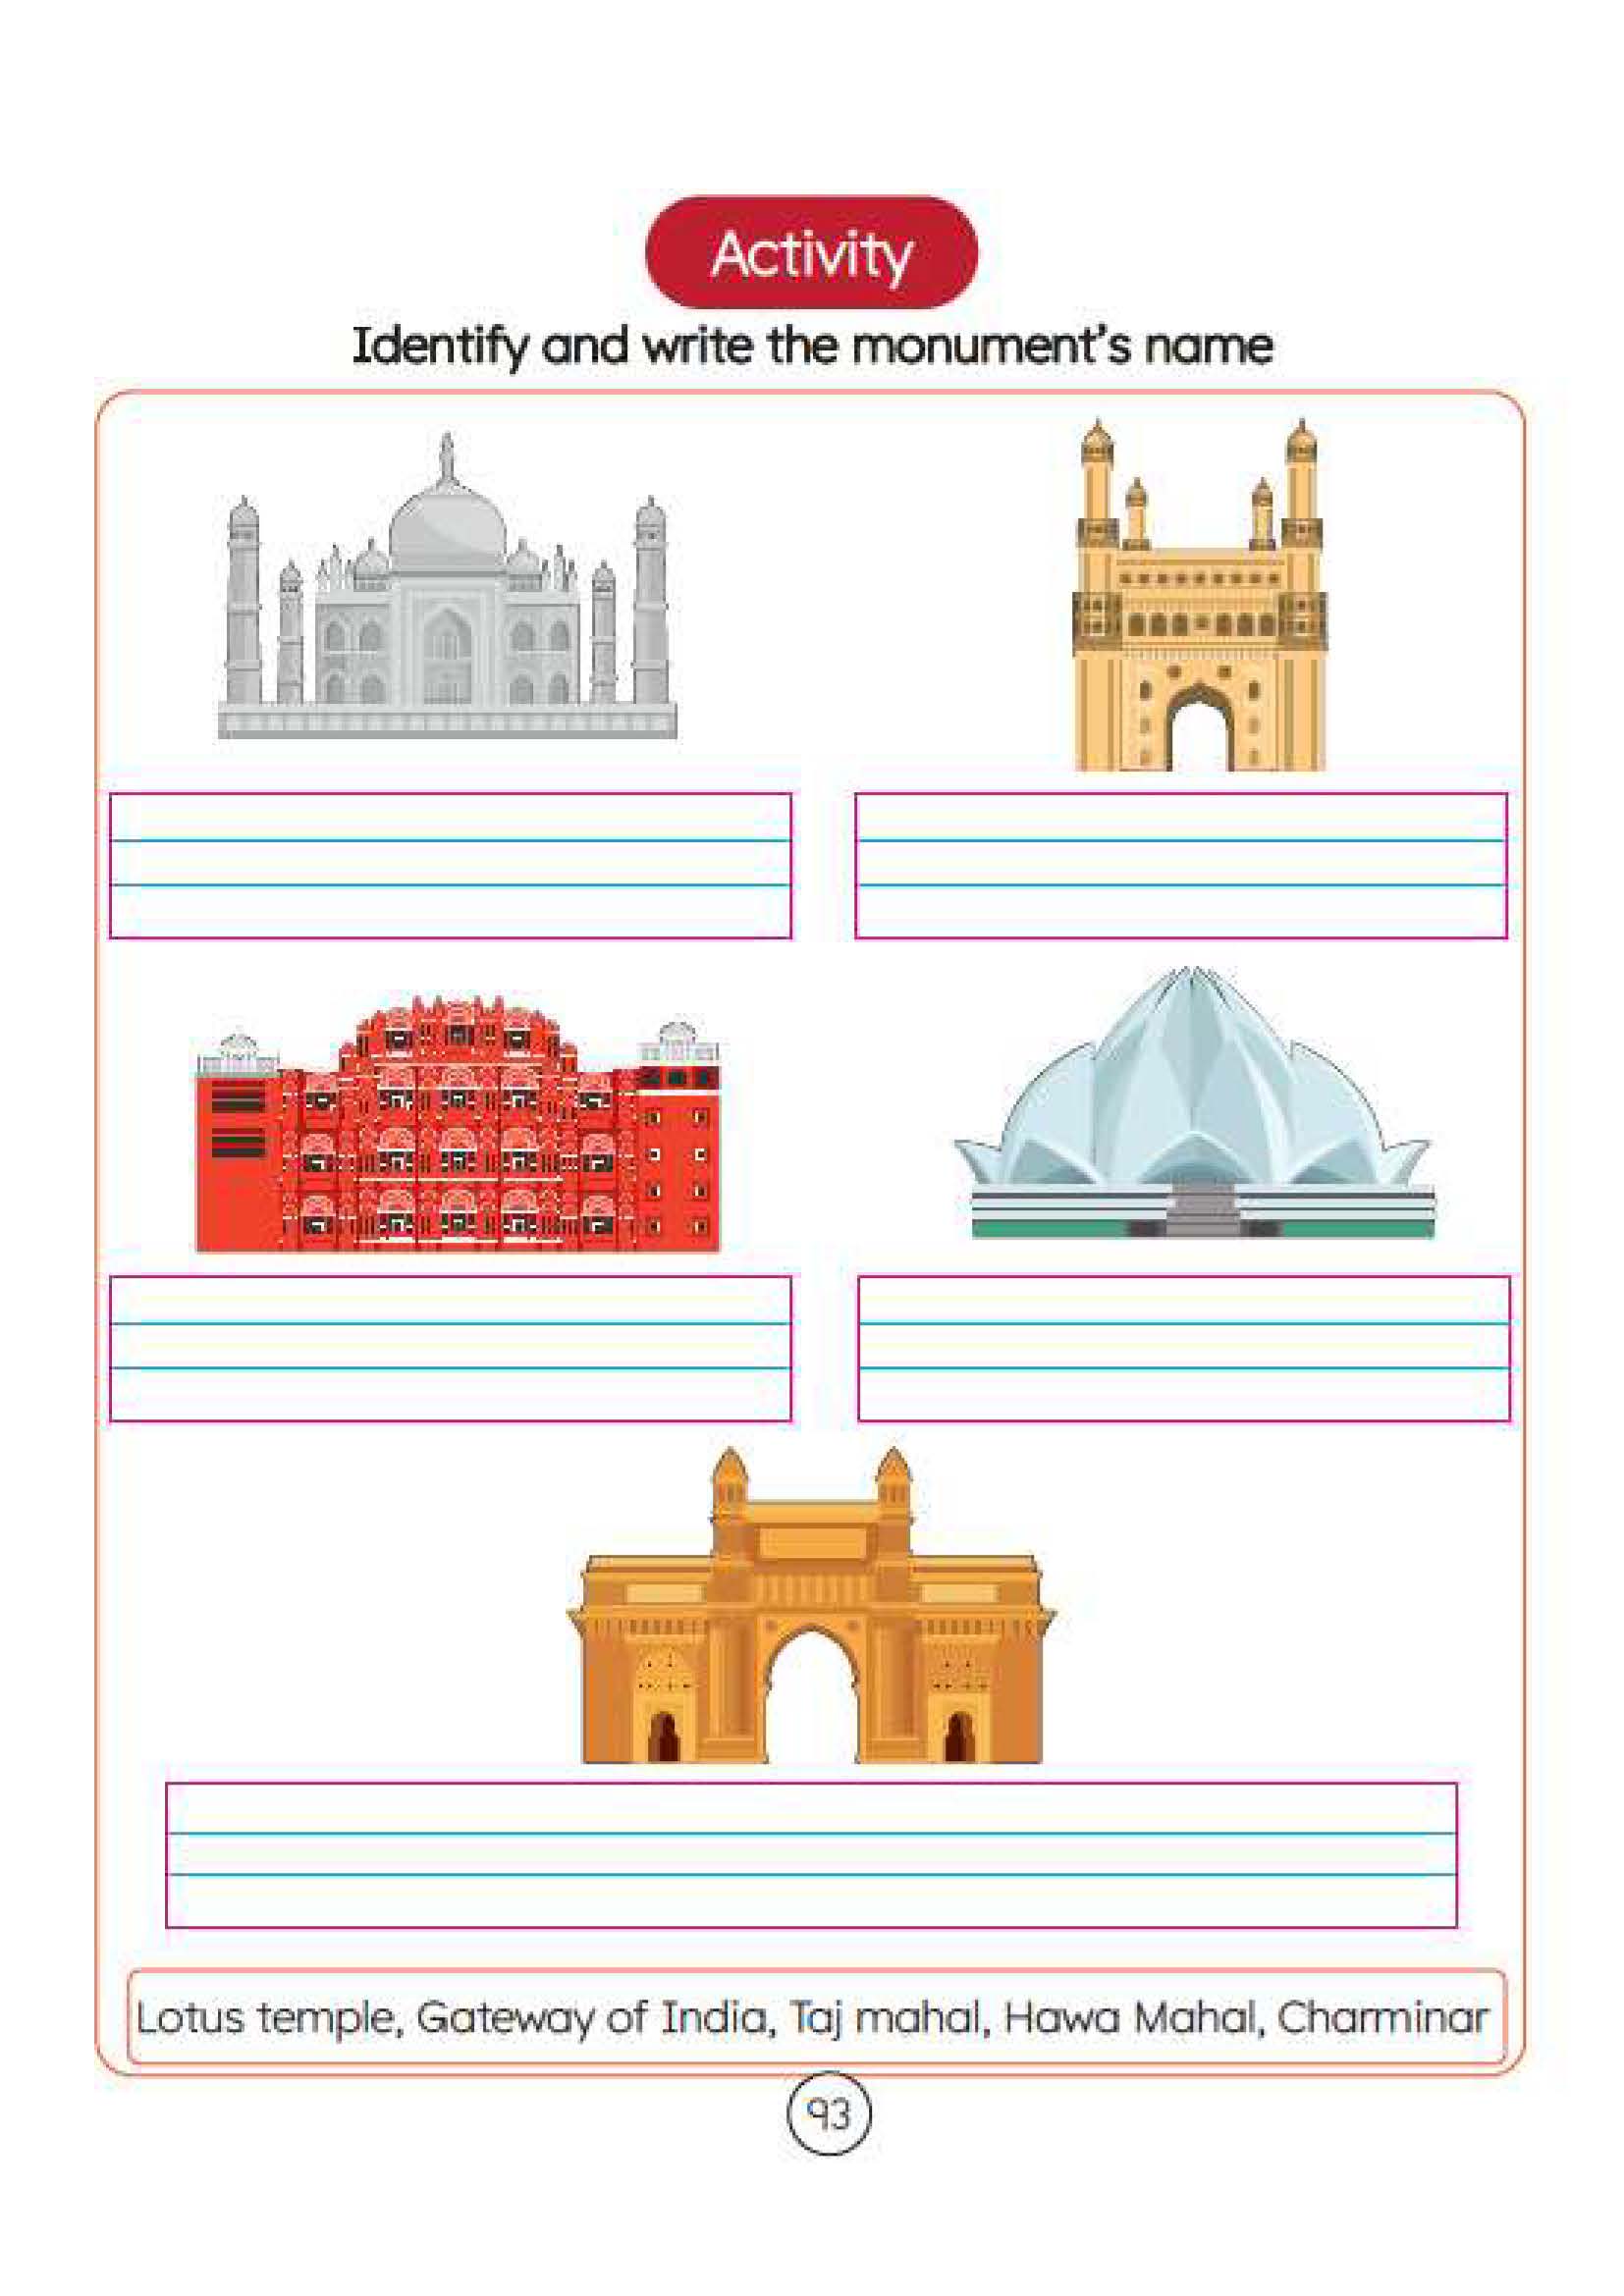 Activity
Identify and write the monument's name
Lotus temple, Gateway of India, Taj mahal, Hawa Mahal, Charminar
93